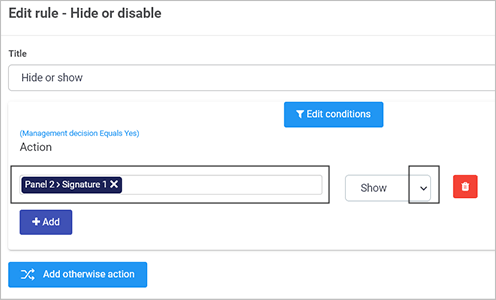 Edit rule - Hide or disable
Title
Hide or show
Edit conditions
(Management decision Equals Yes)
Action
Panel 2 > Signature 1 ✕
Show
+ Add
Add otherwise action